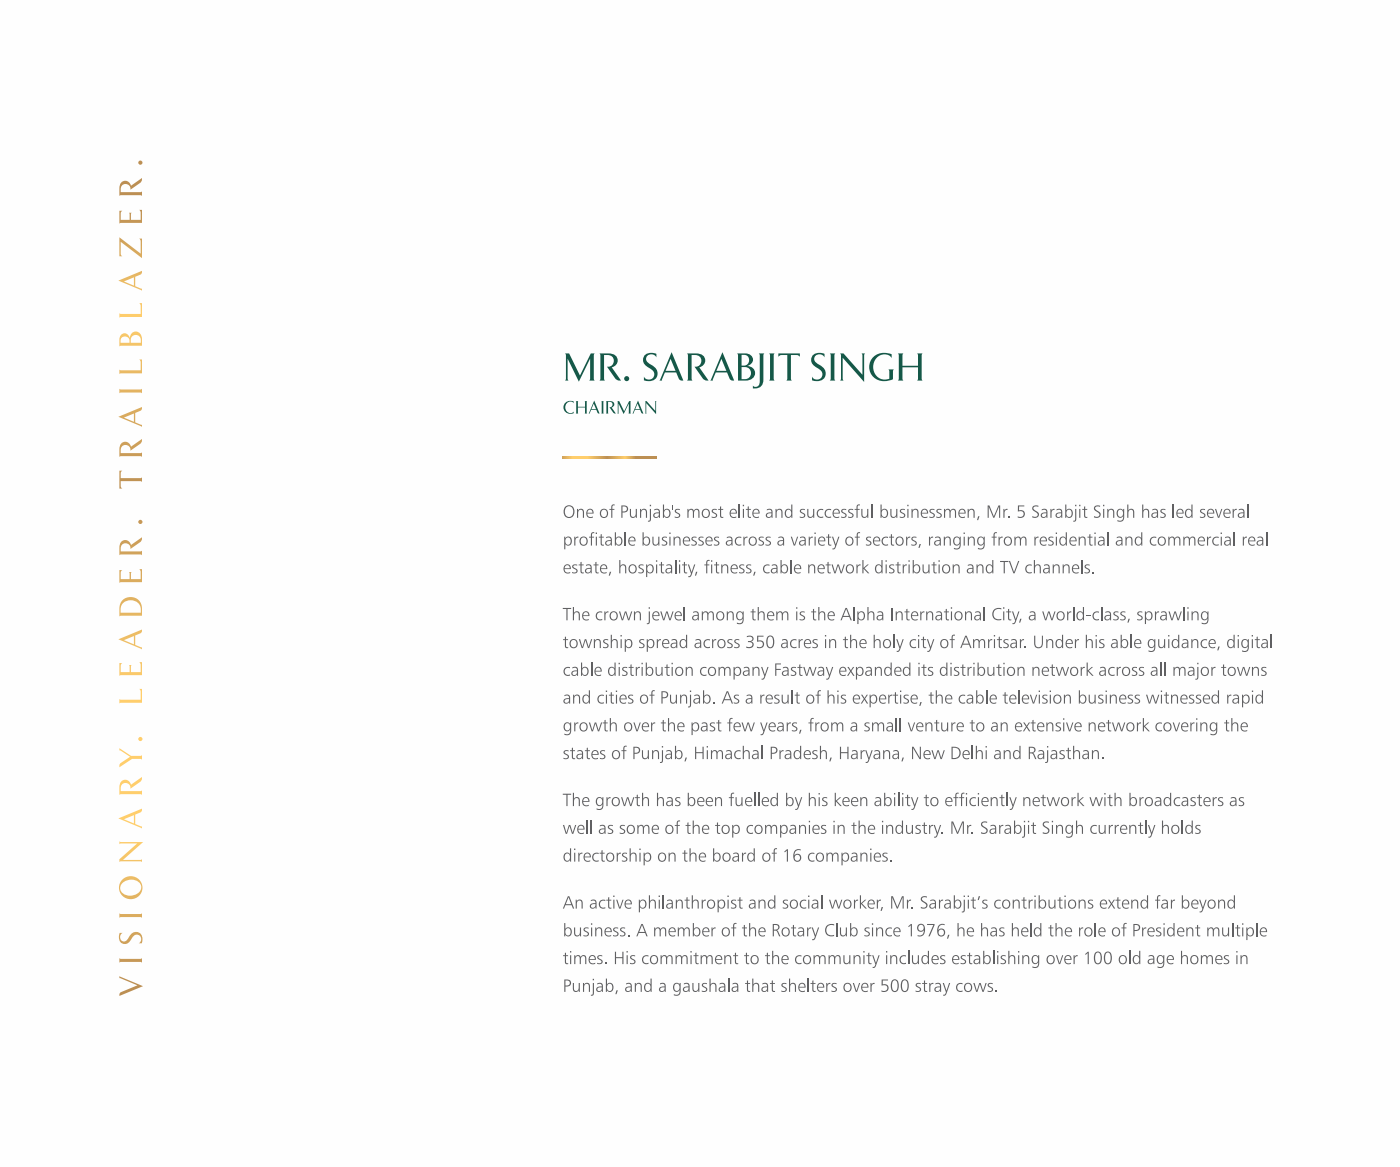 VISIONARY. LEADER. TRAILBLAZER.
MR. SARABJIT SINGH
CHAIRMAN
One of Punjab's most elite and successful businessmen, Mr. 5 Sarabjit Singh has led several
profitable businesses across a variety of sectors, ranging from residential and commercial real
estate, hospitality, fitness, cable network distribution and TV channels.
The crown jewel among them is the Alpha International City, a world-class, sprawling
township spread across 350 acres in the holy city of Amritsar. Under his able guidance, digital
cable distribution company Fastway expanded its distribution network across all major towns
and cities of Punjab. As a result of his expertise, the cable television business witnessed rapid
growth over the past few years, from a small venture to an extensive network covering the
states of Punjab, Himachal Pradesh, Haryana, New Delhi and Rajasthan.
The growth has been fuelled by his keen ability to efficiently network with broadcasters as
well as some of the top companies in the industry. Mr. Sarabjit Singh currently holds
directorship on the board of 16 companies.
An active philanthropist and social worker, Mr. Sarabjit’s contributions extend far beyond
business. A member of the Rotary Club since 1976, he has held the role of President multiple
times. His commitment to the community includes establishing over 100 old age homes in
Punjab, and a gaushala that shelters over 500 stray cows.